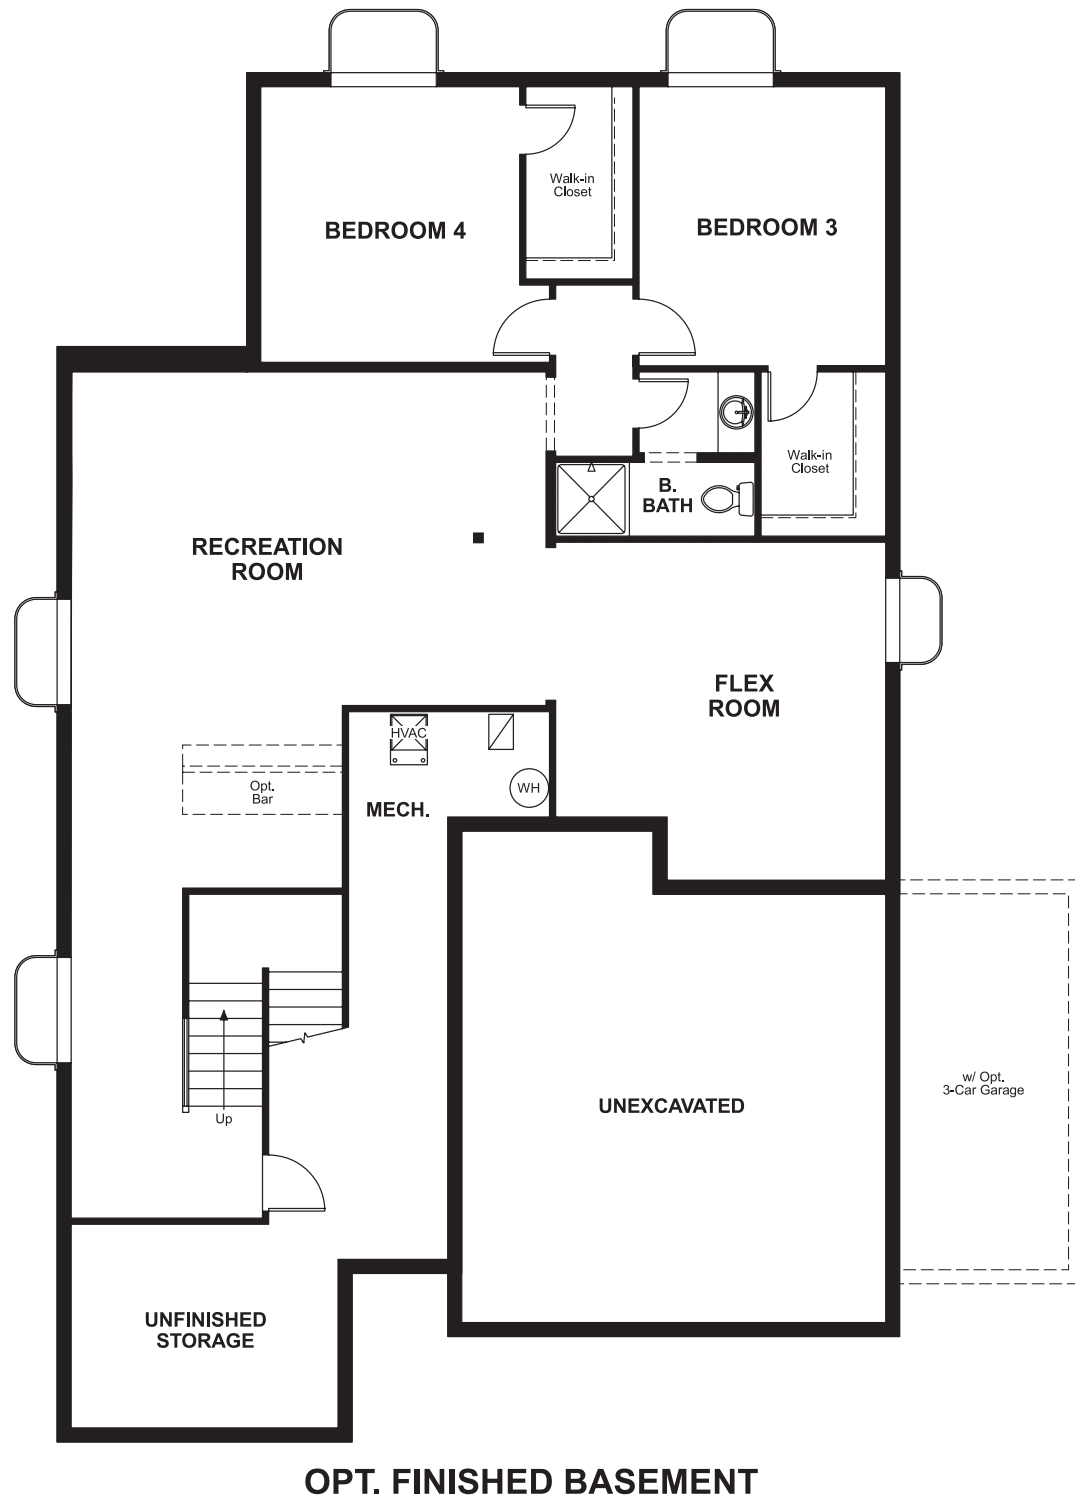 Walk-in
Closet
BEDROOM 4
BEDROOM 3
Walk-in
Closet
B.
BATH
RECREATION
ROOM
FLEX
ROOM
HVAC
WH
Opt.
Bar
MECH.
w/ Opt.
3-Car Garage
UNEXCAVATED
Up
UNFINISHED
STORAGE
OPT. FINISHED BASEMENT